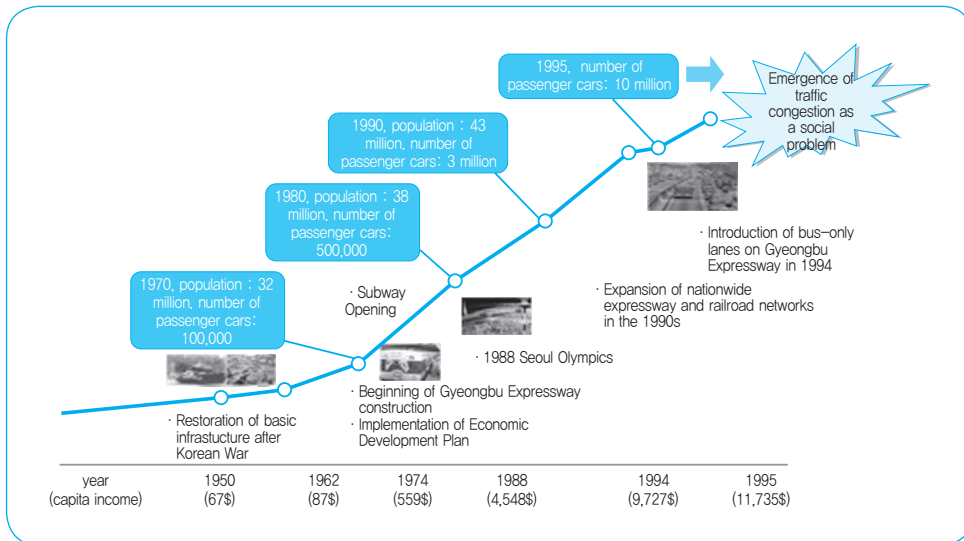 1995, number of
passenger cars: 10 million
Emergence of
traffic
congestion as
a social
problem
1990, population : 43
million, number of
passenger cars: 3 million
1980, population : 38
million, number of
passenger cars:
500,000
1970, population : 32
million, number of
passenger cars:
100,000
· Subway
Opening
· Introduction of bus-only
lanes on Gyeongbu
Expressway in 1994
· Expansion of nationwide
expressway and railroad networks
in the 1990s
· 1988 Seoul Olympics
· Beginning of Gyeongbu Expressway
construction
· Implementation of Economic
Development Plan
· Restoration of basic
infrastucture after
Korean War
year 1950 1962 1974 1988 1994 1995
(capita income) (67$) (87$) (559$) (4,548$) (9,727$) (11,735$)